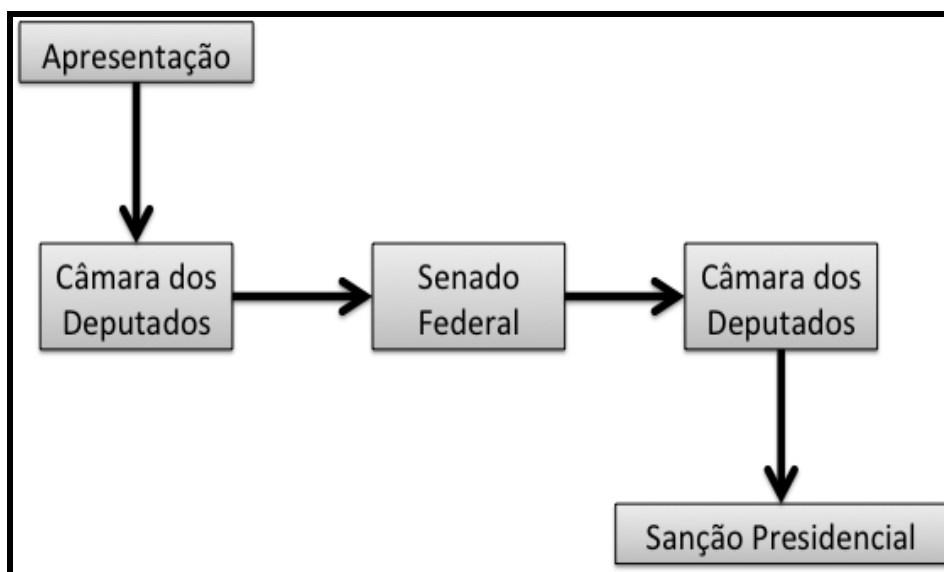 Apresentação
Câmara dos
Deputados
Senado
Federal
Câmara dos
Deputados
Sanção Presidencial